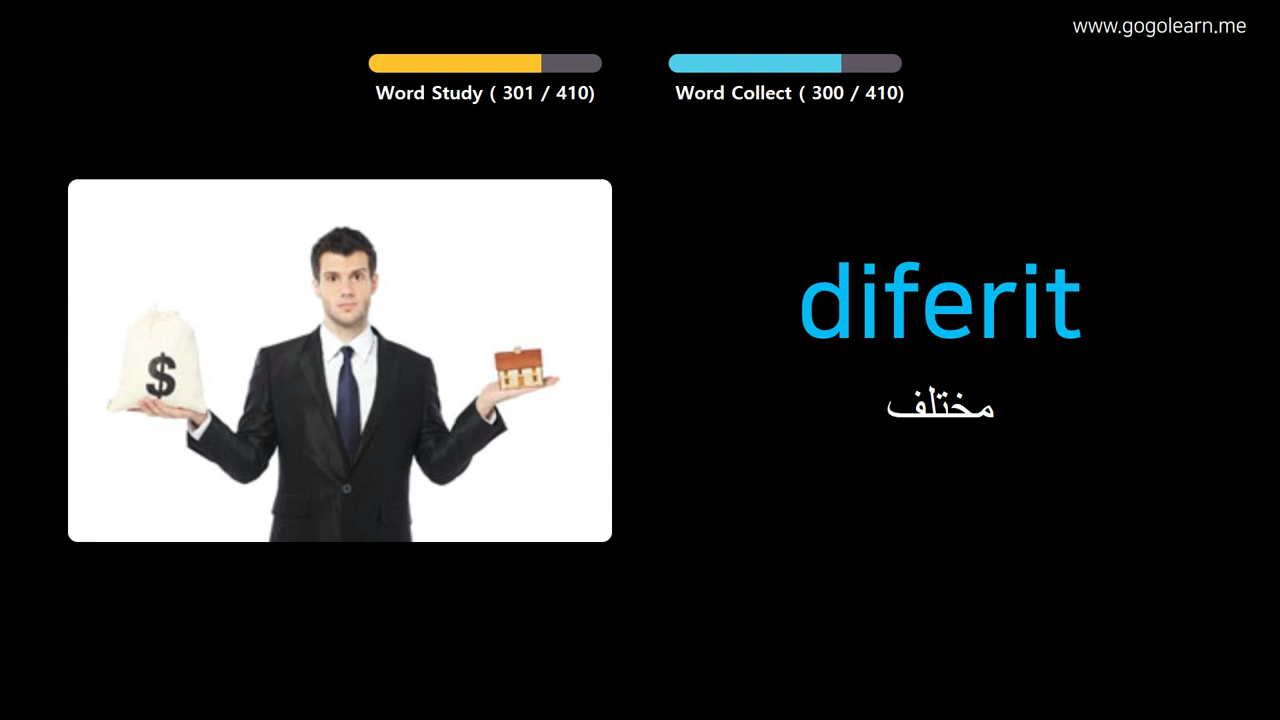 www.gogolearn.me
Word Study ( 301 / 410)
Word Collect ( 300 / 410)
$
diferit
مختلف